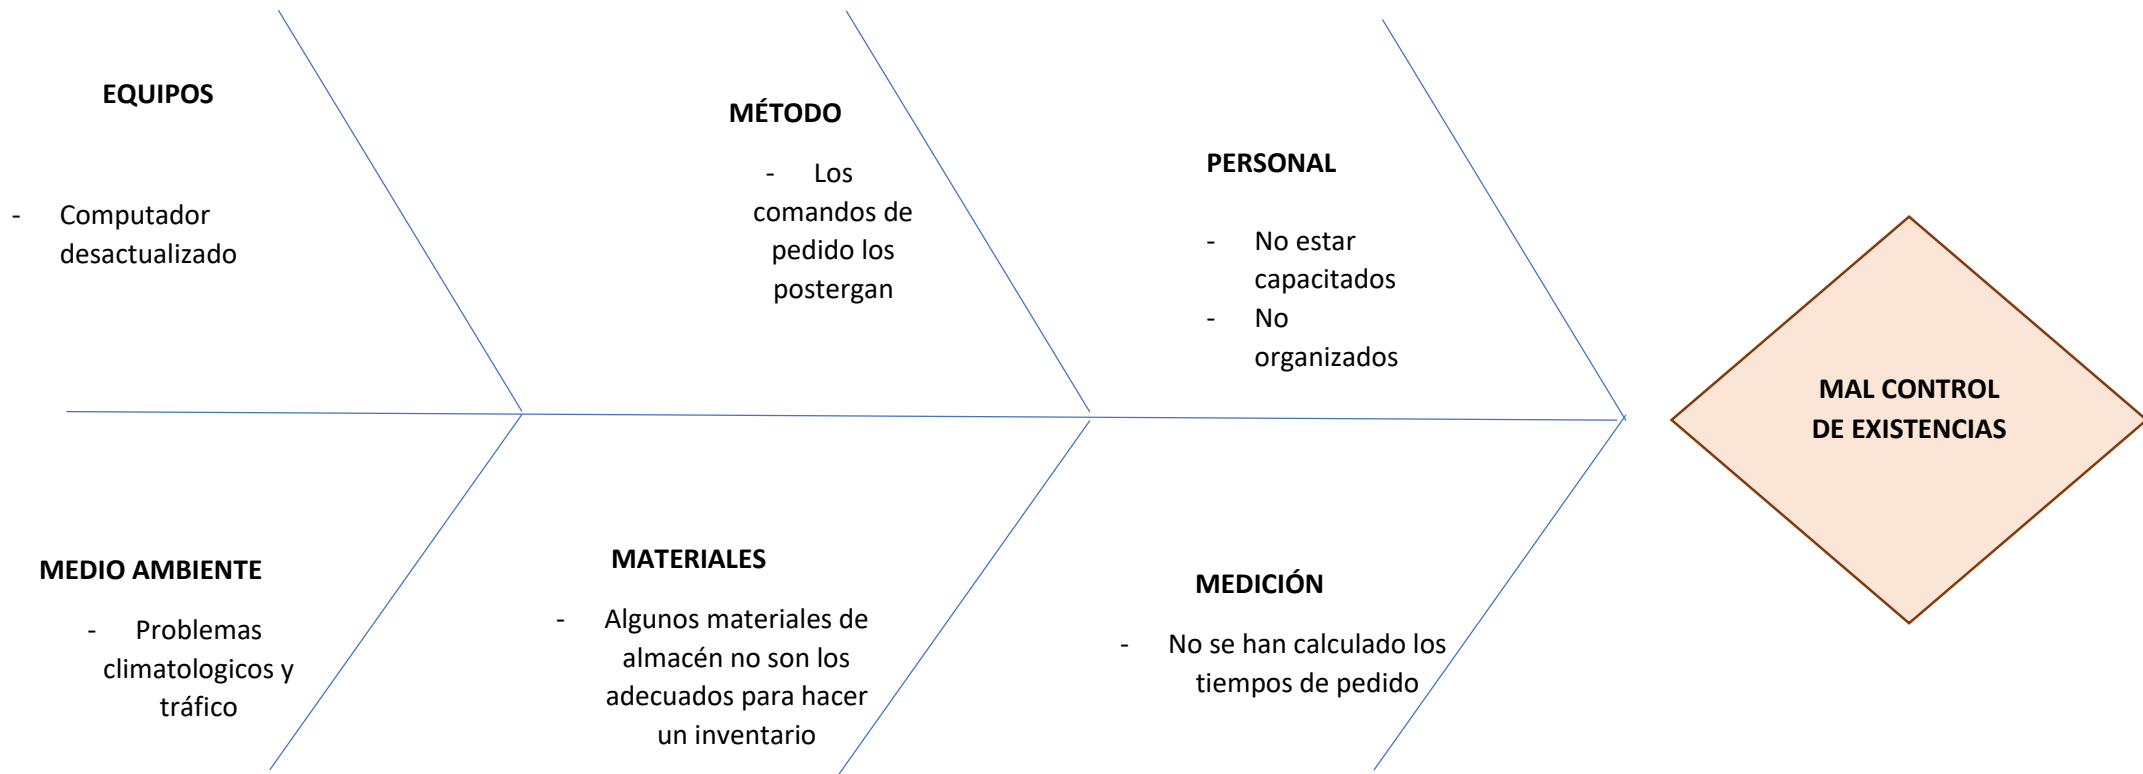 EQUIPOS
- Computador
desactualizado
MÉTODO
- Los
comandos de
pedido los
postergan
PERSONAL
- No estar
capacitados
- No
organizados
MAL CONTROL
DE EXISTENCIAS
MEDIO AMBIENTE
- Problemas
climatologicos y
tráfico
MATERIALES
- Algunos materiales de
almacén no son los
adecuados para hacer
un inventario
MEDICIÓN
- No se han calculado los
tiempos de pedido